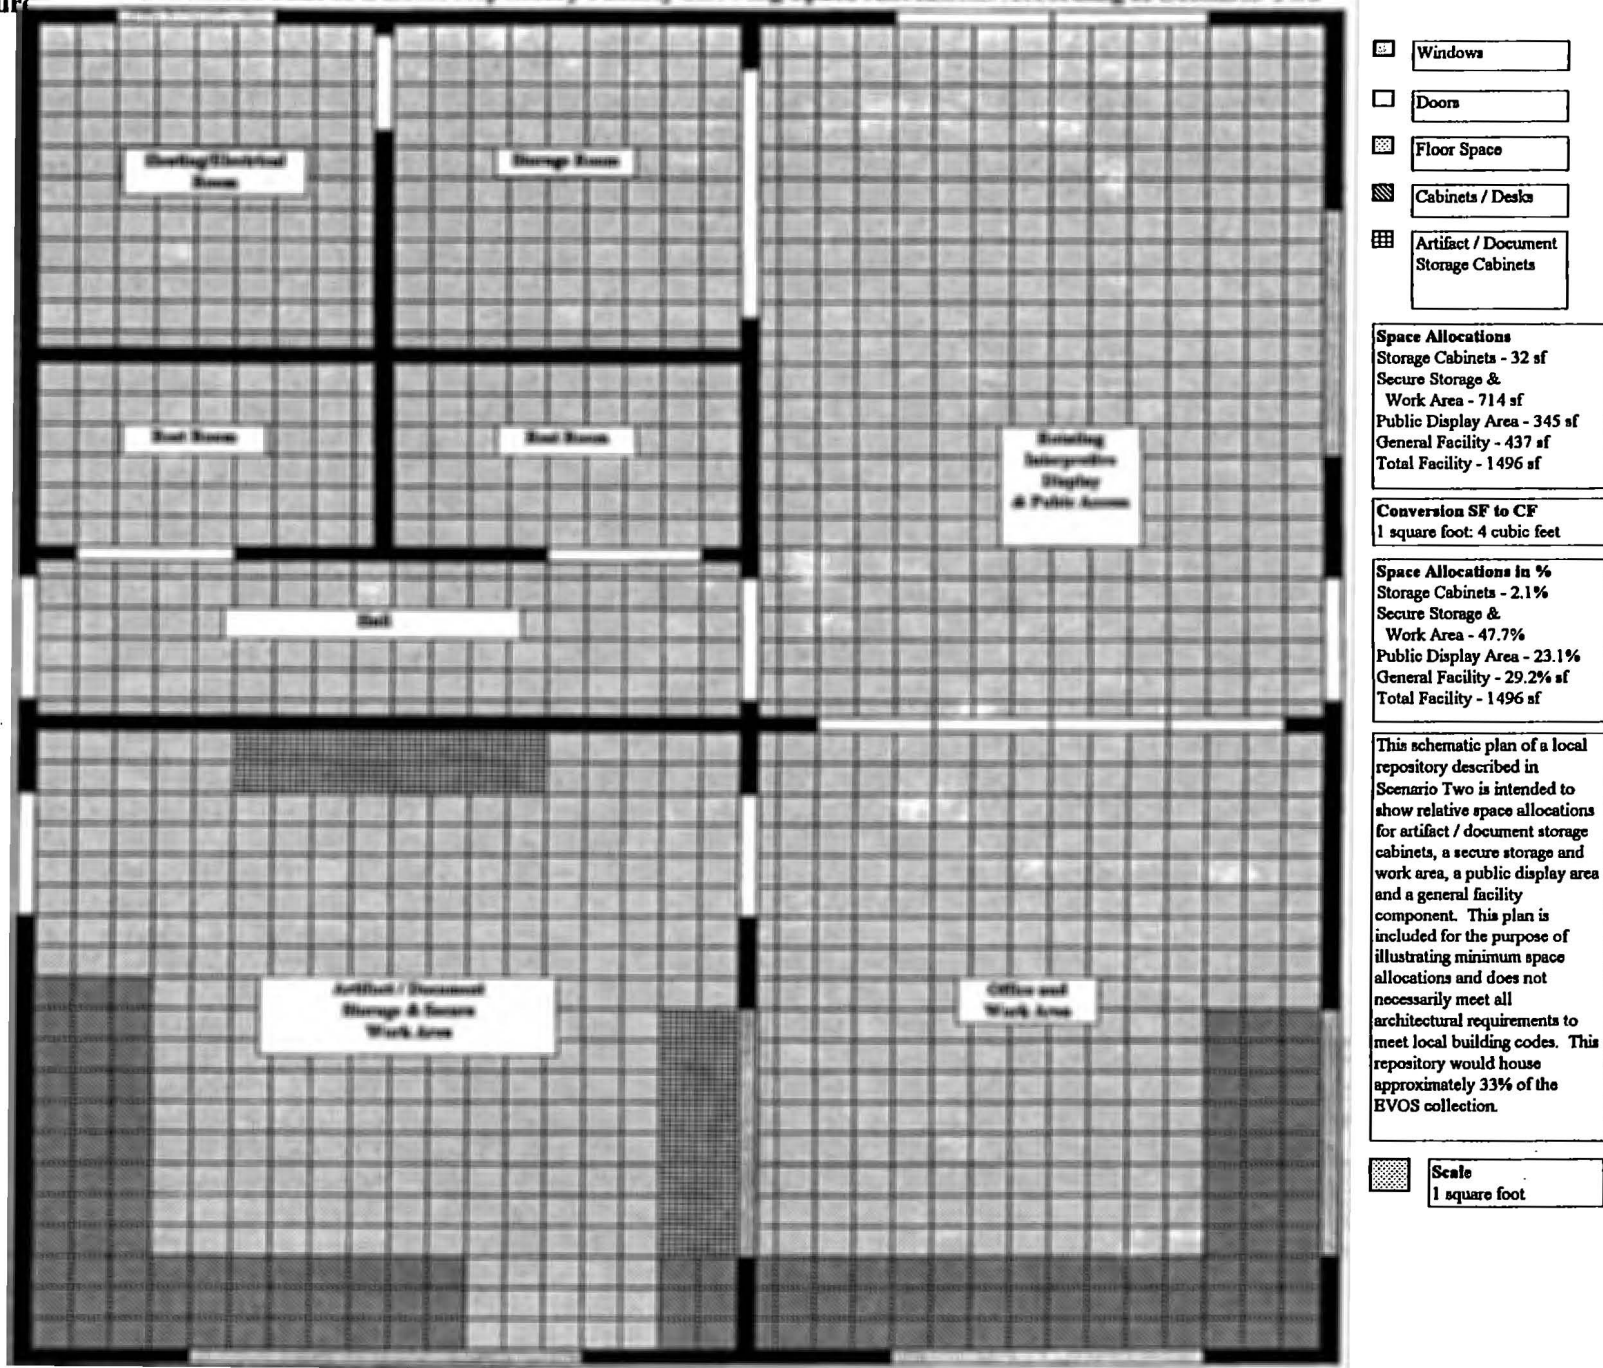 Windows
Doors
Floor Space
Cabinets / Desks
Artifact / Document
Storage Cabinets
Space Allocations
Storage Cabinets - 32 sf
Secure Storage &
Work Area - 714 sf
Public Display Area - 345 sf
General Facility - 437 sf
Total Facility - 1496 sf
Conversion SF to CF
1 square foot: 4 cubic feet
Space Allocations in %
Storage Cabinets - 2.1%
Secure Storage &
Work Area - 47.7%
Public Display Area - 23.1%
General Facility - 29.2% sf
Total Facility - 1496 sf
This schematic plan of a local
repository described in
Scenario Two is intended to
show relative space allocations
for artifact / document storage
cabinets, a secure storage and
work area, a public display area
and a general facility
component. This plan is
included for the purpose of
illustrating minimum space
allocations and does not
necessarily meet all
architectural requirements to
meet local building codes. This
repository would house
approximately 33% of the
EVOS collection.
Scale
1 square foot
Heating/Electrical
Room
Storage Room
Rest Room
Rest Room
Rotating
Interpretive
Display
& Public Access
Hall
Artifact / Document
Storage & Secure
Work Area
Office and
Work Area